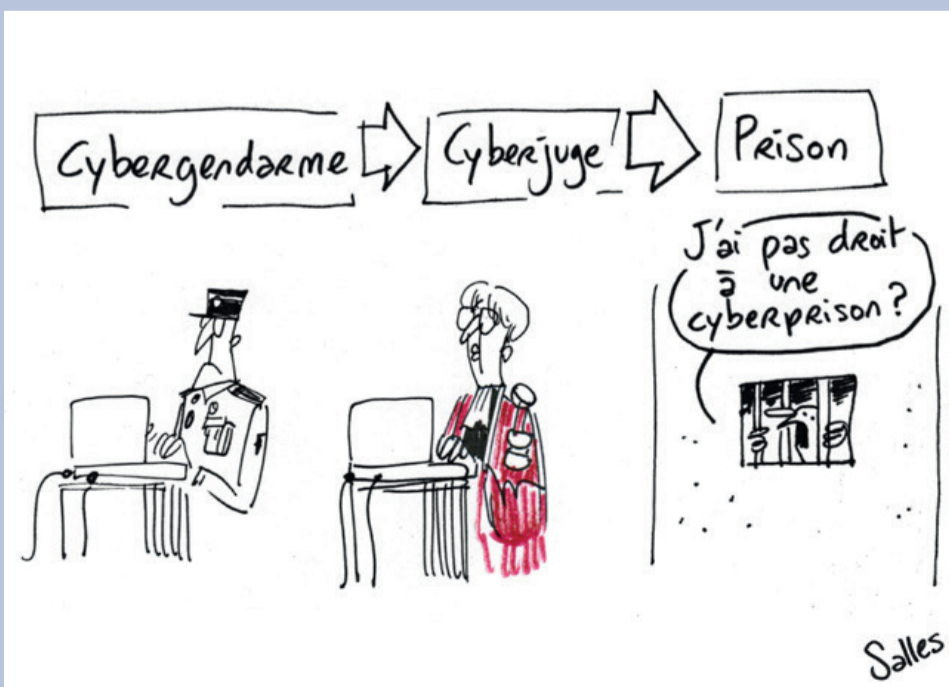 Cybergendarme
Cyberjuge
Prison
J'ai pas droit
à une
cyberprison ?
Salles